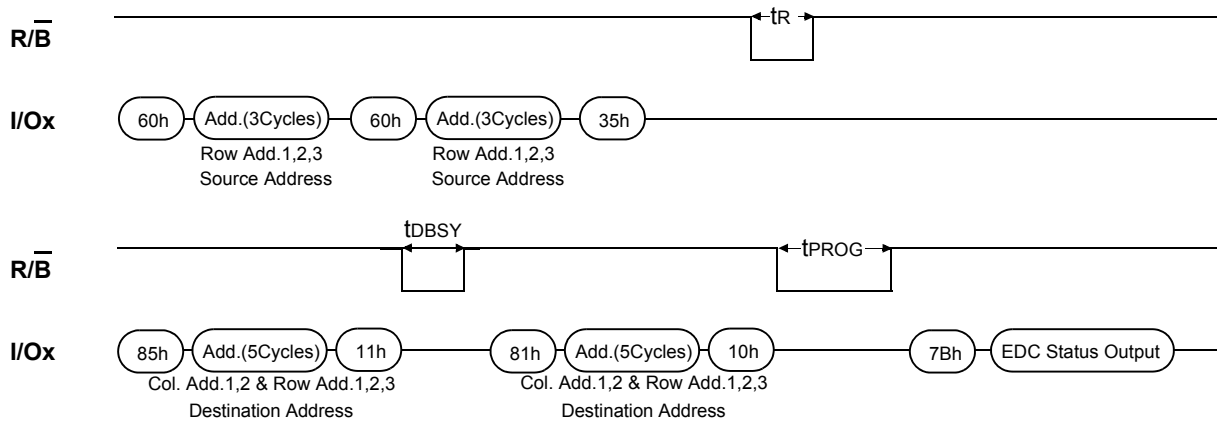 tR
R/B
I/Ox 60h Add.(3Cycles) 60h Add.(3Cycles) 35h
Row Add.1,2,3 Row Add.1,2,3
Source Address Source Address
tDBSY
tPROG
R/B
I/Ox 85h Add.(5Cycles) 11h 81h Add.(5Cycles) 10h 7Bh EDC Status Output
Col. Add.1,2 & Row Add.1,2,3 Col. Add.1,2 & Row Add.1,2,3
Destination Address Destination Address